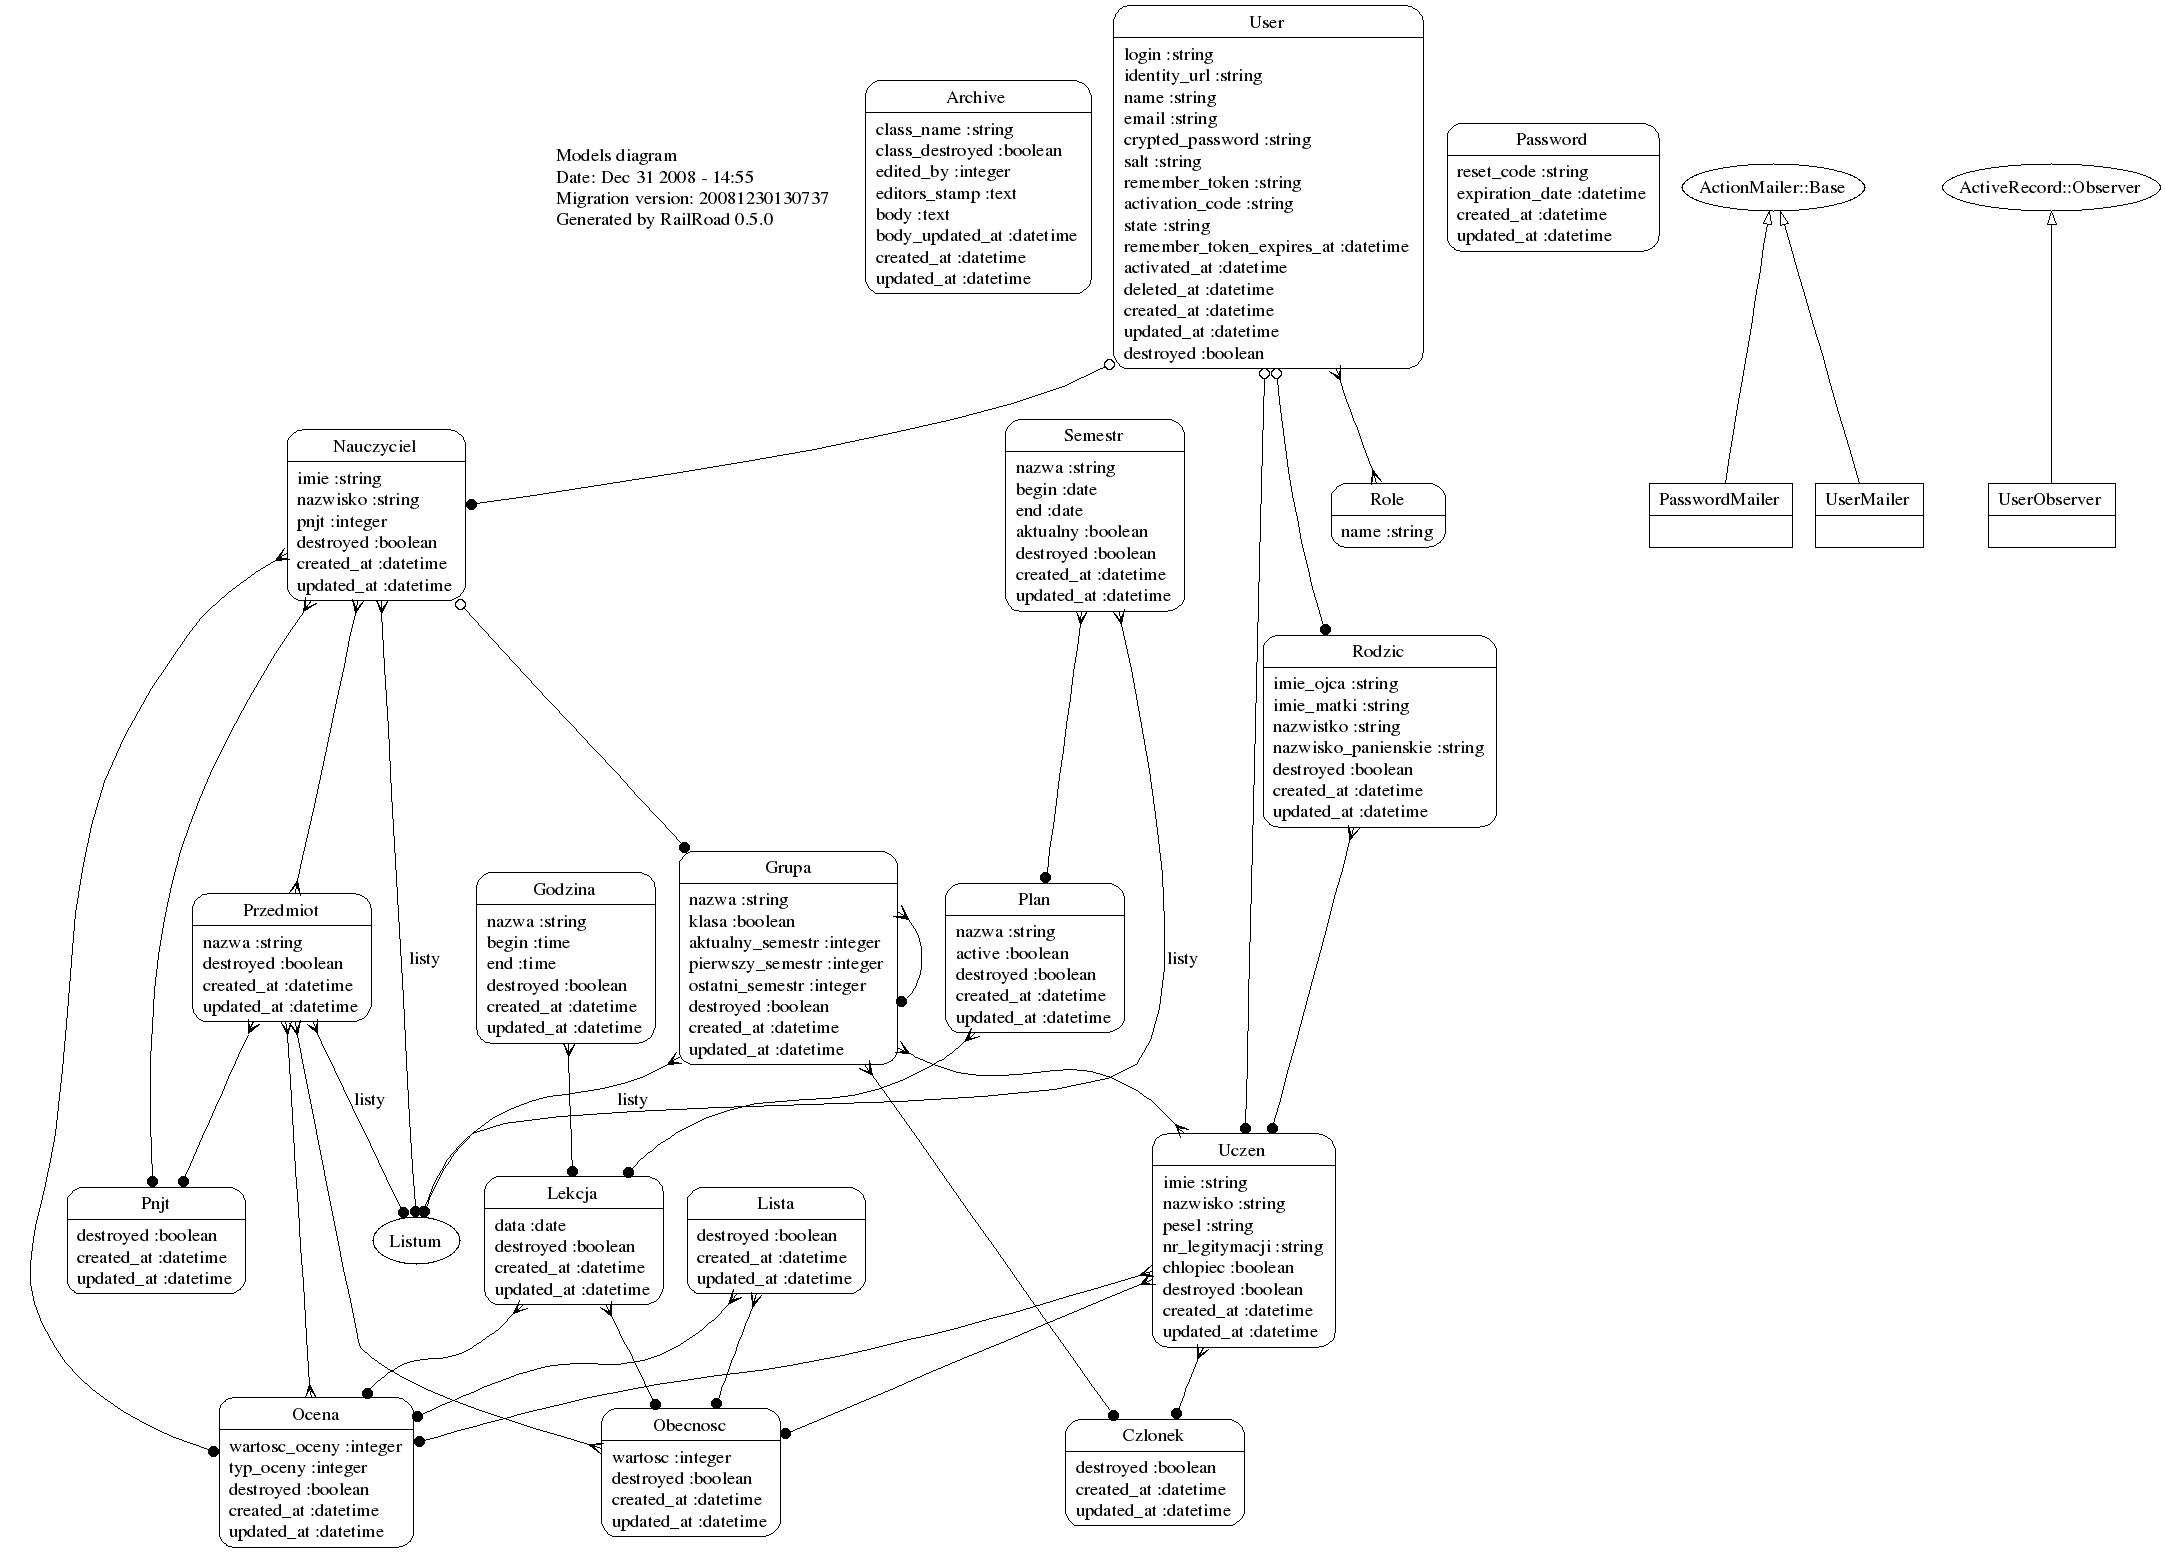 Models diagram
Date: Dec 31 2008 - 14:55
Migration version: 20081230130737
Generated by RailRoad 0.5.0
Archive
class_name :string
class_destroyed :boolean
edited_by :integer
editors_stamp :text
body :text
body_updated_at :datetime
created_at :datetime
updated_at :datetime
User
login :string
identity_url :string
name :string
email :string
crypted_password :string
salt :string
remember_token :string
activation_code :string
state :string
remember_token_expires_at :datetime
activated_at :datetime
deleted_at :datetime
created_at :datetime
updated_at :datetime
destroyed :boolean
Password
reset_code :string
expiration_date :datetime
created_at :datetime
updated_at :datetime
ActionMailer::Base
ActiveRecord::Observer
Nauczyciel
imie :string
nazwisko :string
pnjt :integer
destroyed :boolean
created_at :datetime
updated_at :datetime
Semestr
nazwa :string
begin :date
end :date
aktualny :boolean
destroyed :boolean
created_at :datetime
updated_at :datetime
Role
name :string
PasswordMailer
UserMailer
UserObserver
Rodzic
imie_ojca :string
imie_matki :string
nazwistko :string
nazwisko_panienskie :string
destroyed :boolean
created_at :datetime
updated_at :datetime
Przedmiot
nazwa :string
destroyed :boolean
created_at :datetime
updated_at :datetime
listy
Godzina
nazwa :string
begin :time
end :time
destroyed :boolean
created_at :datetime
updated_at :datetime
Grupa
nazwa :string
klasa :boolean
aktualny_semestr :integer
pierwszy_semestr :integer
ostatni_semestr :integer
destroyed :boolean
created_at :datetime
updated_at :datetime
Plan
nazwa :string
active :boolean
destroyed :boolean
created_at :datetime
updated_at :datetime
listy
listy
listy
Pnjt
destroyed :boolean
created_at :datetime
updated_at :datetime
Listum
Lekcja
data :date
destroyed :boolean
created_at :datetime
updated_at :datetime
Lista
destroyed :boolean
created_at :datetime
updated_at :datetime
Uczen
imie :string
nazwisko :string
pesel :string
nr_legitymacji :string
chlopiec :boolean
destroyed :boolean
created_at :datetime
updated_at :datetime
Ocena
wartosc_oceny :integer
typ_oceny :integer
destroyed :boolean
created_at :datetime
updated_at :datetime
Obecnosc
wartosc :integer
destroyed :boolean
created_at :datetime
updated_at :datetime
Czlonek
destroyed :boolean
created_at :datetime
updated_at :datetime